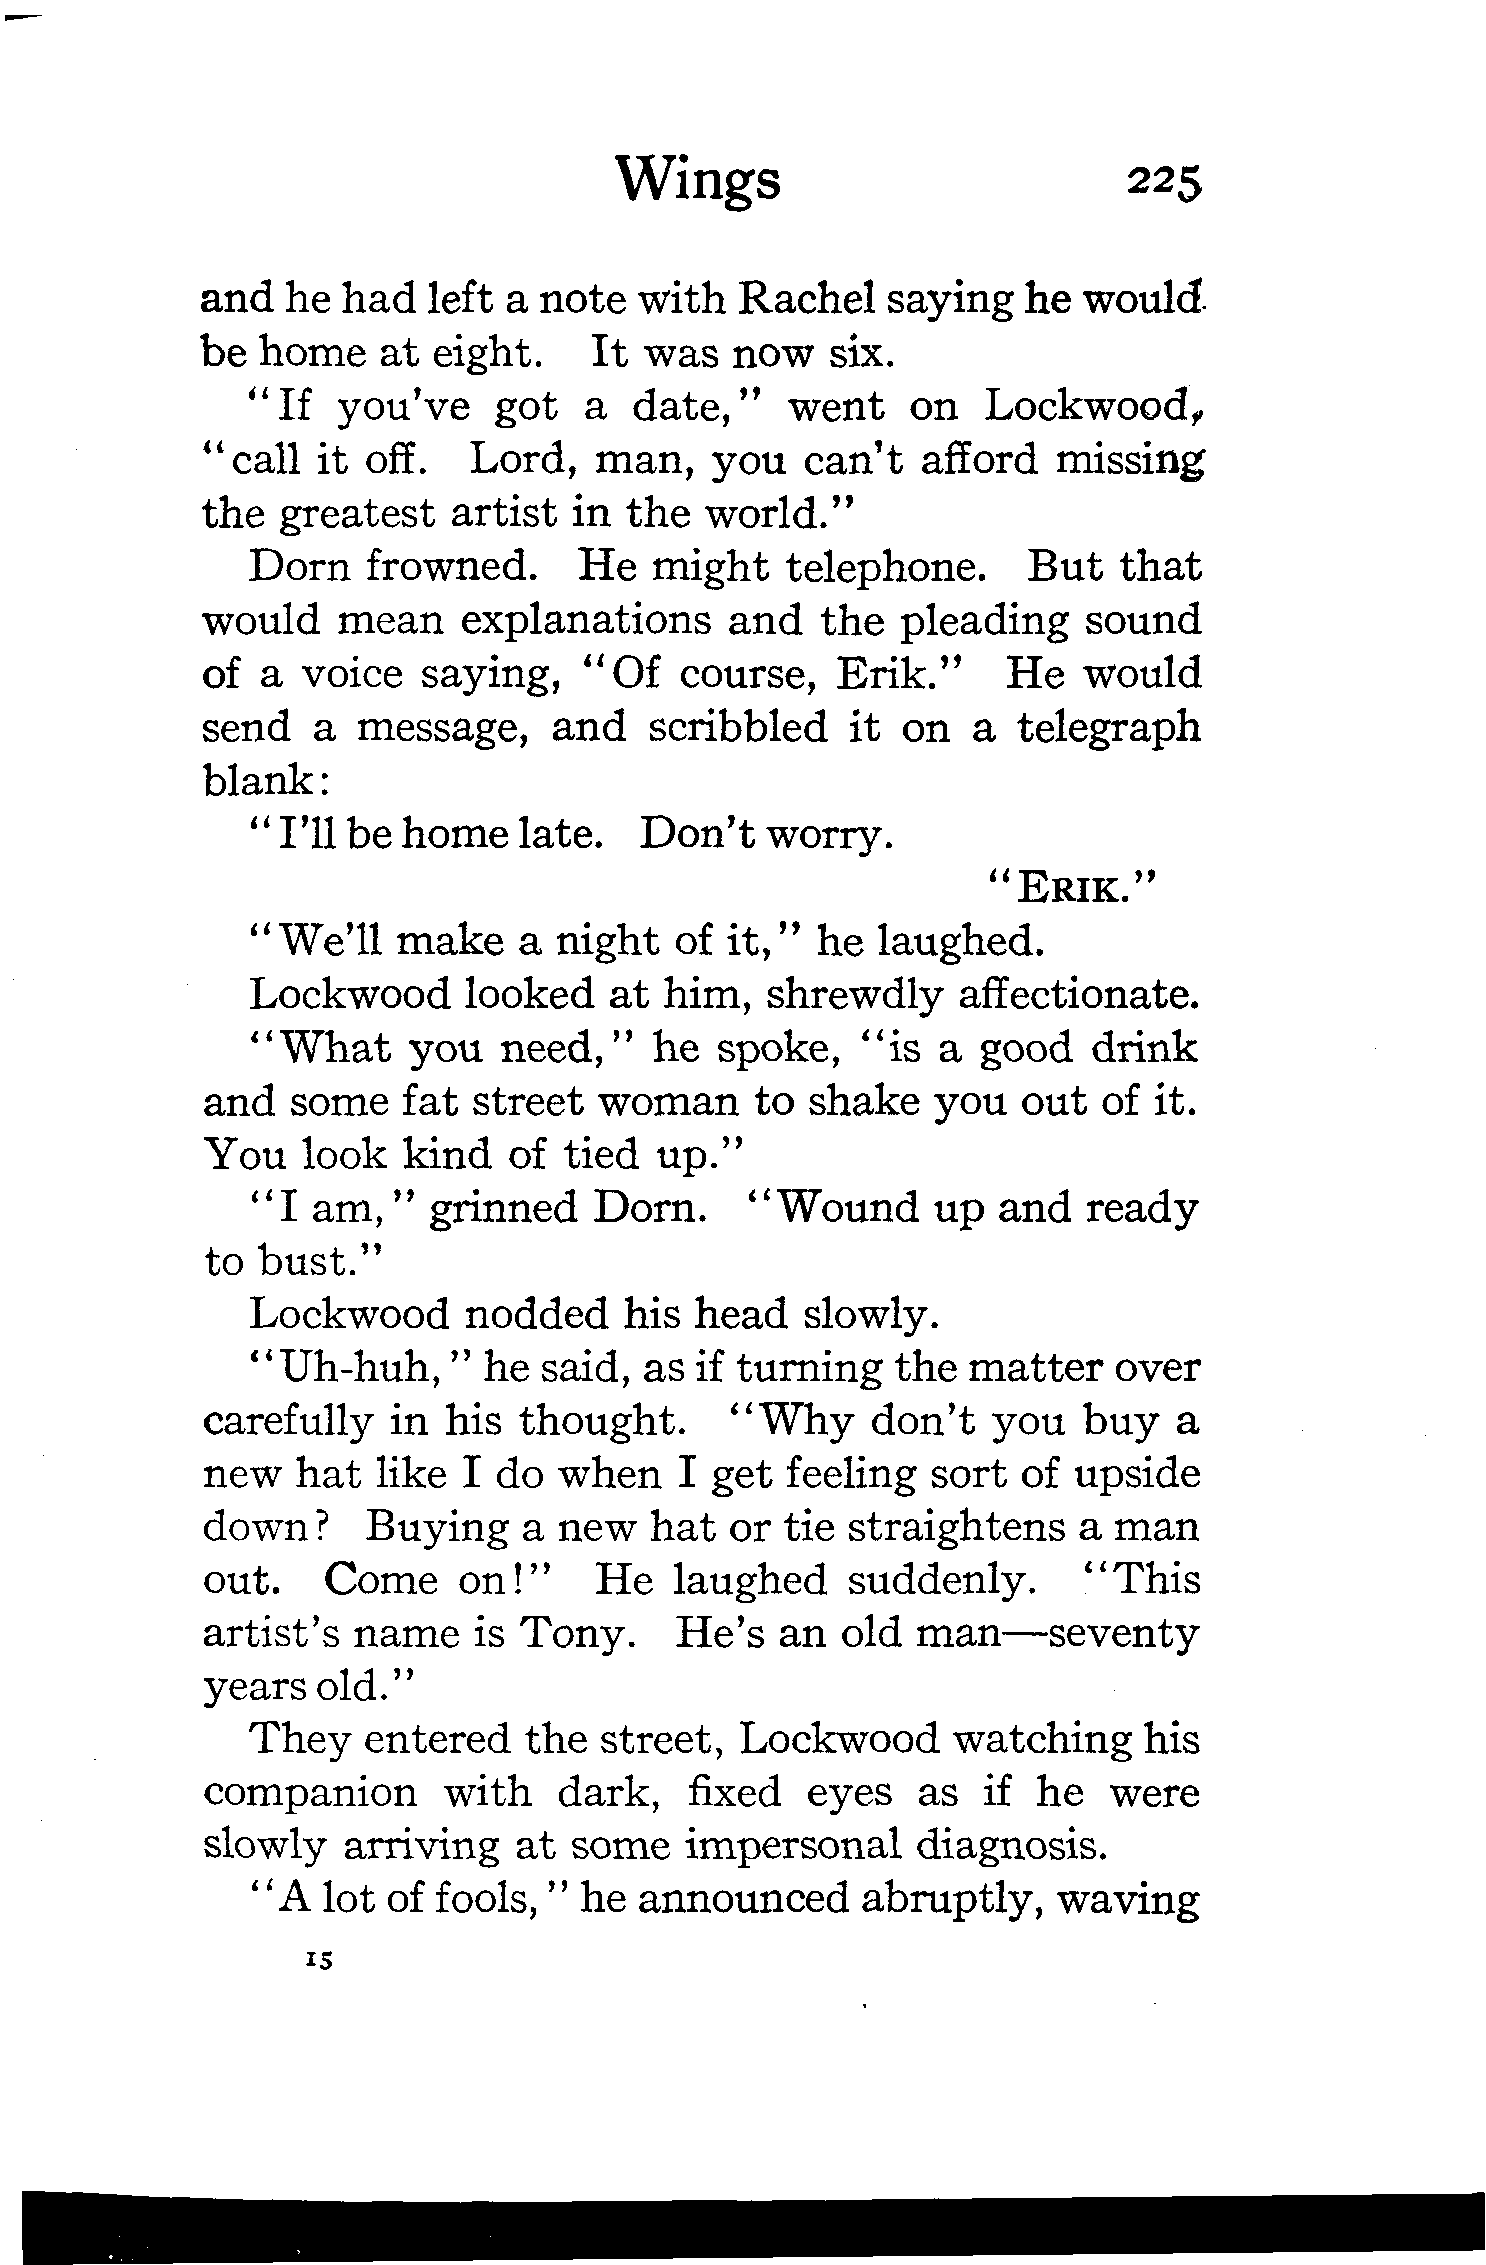 Wings 225
and he had left a note with Rachel saying he would
be home at eight. It was now six.
"If you've got a date," went on Lockwood,
"call it off. Lord, man, you can't afford missing
the greatest artist in the world."
Dorn frowned. He might telephone. But that
would mean explanations and the pleading sound
of a voice saying, "Of course, Erik." He would
send a message, and scribbled it on a telegraph
blank:
"I'll be home late. Don't worry.
"ERIK."
"We'll make a night of it," he laughed.
Lockwood looked at him, shrewdly affectionate.
"What you need," he spoke, "is a good drink
and some fat street woman to shake you out of it.
You look kind of tied up."
"I am," grinned Dorn. "Wound up and ready
to bust."
Lockwood nodded his head slowly.
"Uh-huh," he said, as if turning the matter over
carefully in his thought. "Why don't you buy a
new hat like I do when I get feeling sort of upside
down? Buying a new hat or tie straightens a man
out. Come on!" He laughed suddenly. "This
artist's name is Tony. He's an old man—seventy
years old."
They entered the street, Lockwood watching his
companion with dark, fixed eyes as if he were
slowly arriving at some impersonal diagnosis.
"A lot of fools," he announced abruptly, waving
15